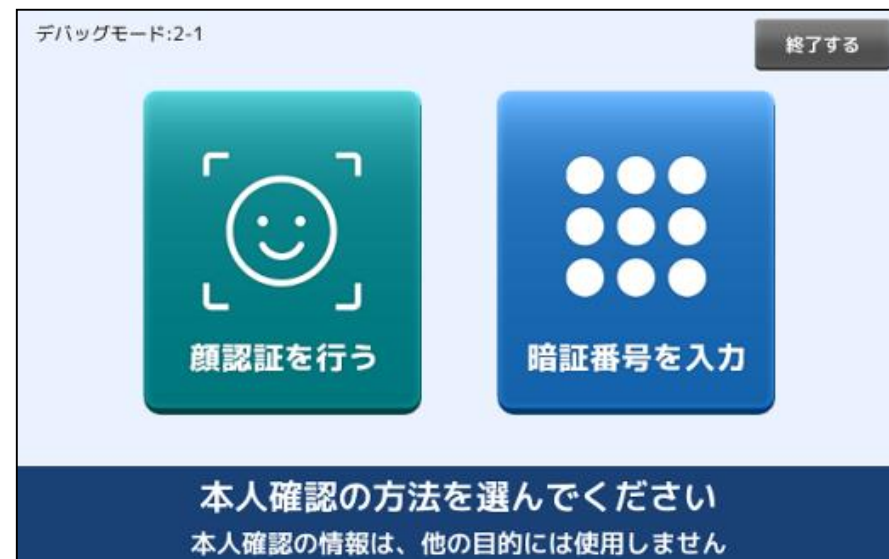 デバッグモード:2-1
終了する
顔認証を行う
暗証番号を入力
本人確認の方法を選んでください
本人確認の情報は、他の目的には使用しません